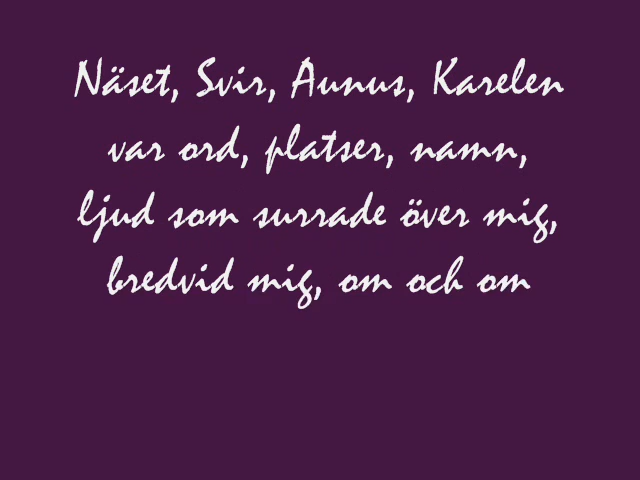 Näset, Svir, Aunus, Karelen
var ord, platser, namn,
ljud som surrade över mig,
bredvid mig, om och om